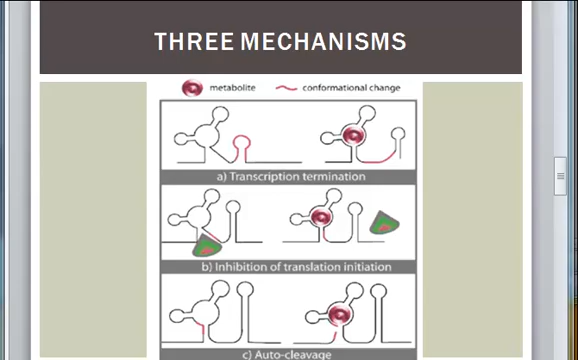 THREE MECHANISMS
metabolite conformational change
a) Transcription termination
b) Inhibition of translation initiation
c) Auto-cleavage